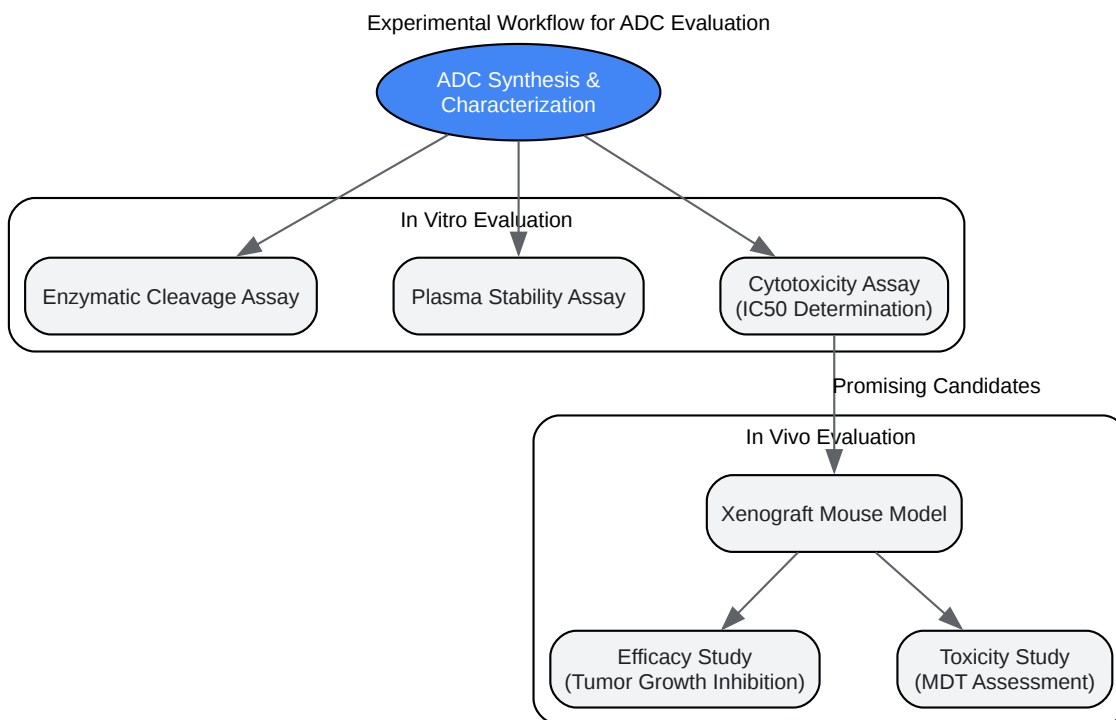 Experimental Workflow for ADC Evaluation
ADC Synthesis &
Characterization
In Vitro Evaluation
Enzymatic Cleavage Assay
Plasma Stability Assay
Cytotoxicity Assay
(IC50 Determination)
Promising Candidates
In Vivo Evaluation
Xenograft Mouse Model
Efficacy Study
(Tumor Growth Inhibition)
Toxicity Study
(MDT Assessment)